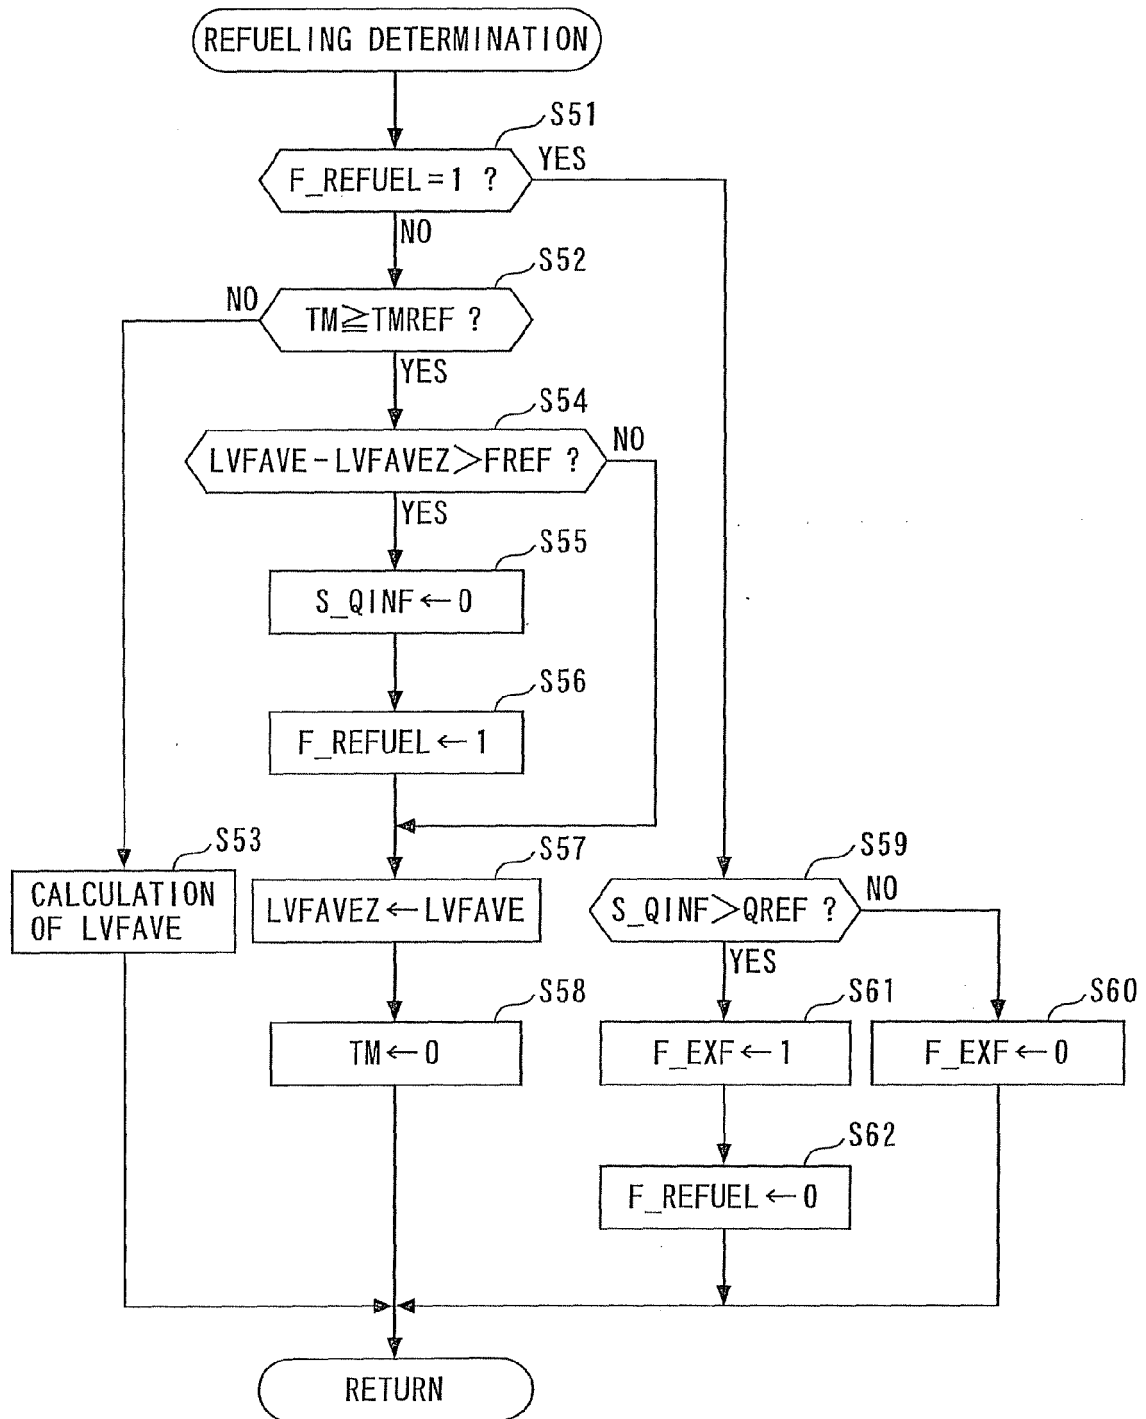 REFUELING DETERMINATION
S51
F_REFUEL=1 ?
YES
NO
S52
NO
TM≧TMREF ?
YES
S54
LVFAVE-LVFAVEZ>FREF ?
NO
YES
S55
S_QINF←0
S56
F_REFUEL←1
S53
CALCULATION
OF LVFAVE
S57
LVFAVEZ←LVFAVE
S59
S_QINF>QREF ?
NO
YES
S58
TM←0
S61
F_EXF←1
S60
F_EXF←0
S62
F_REFUEL←0
RETURN